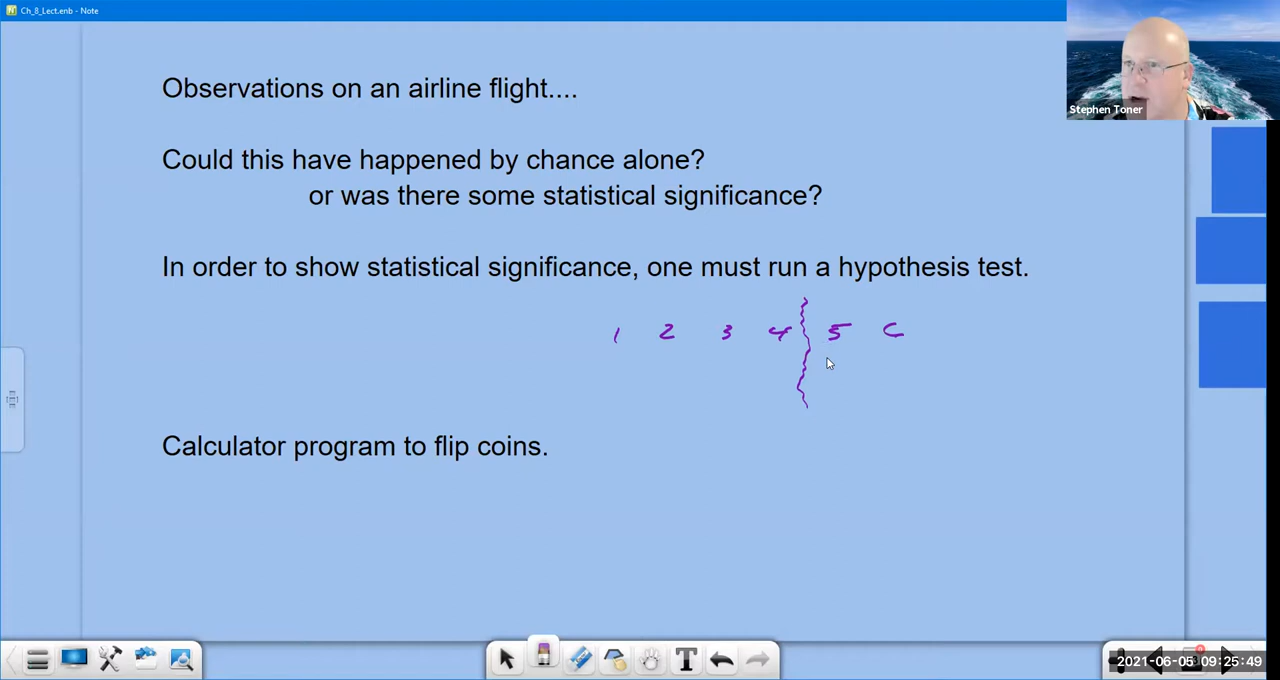 Ch_8_Lect.enb - Note
Stephen Toner
Observations on an airline flight....
Could this have happened by chance alone?
or was there some statistical significance?
In order to show statistical significance, one must run a hypothesis test.
1 2 3 4 5 C
Calculator program to flip coins.
T
2021-06-05 09:25:49